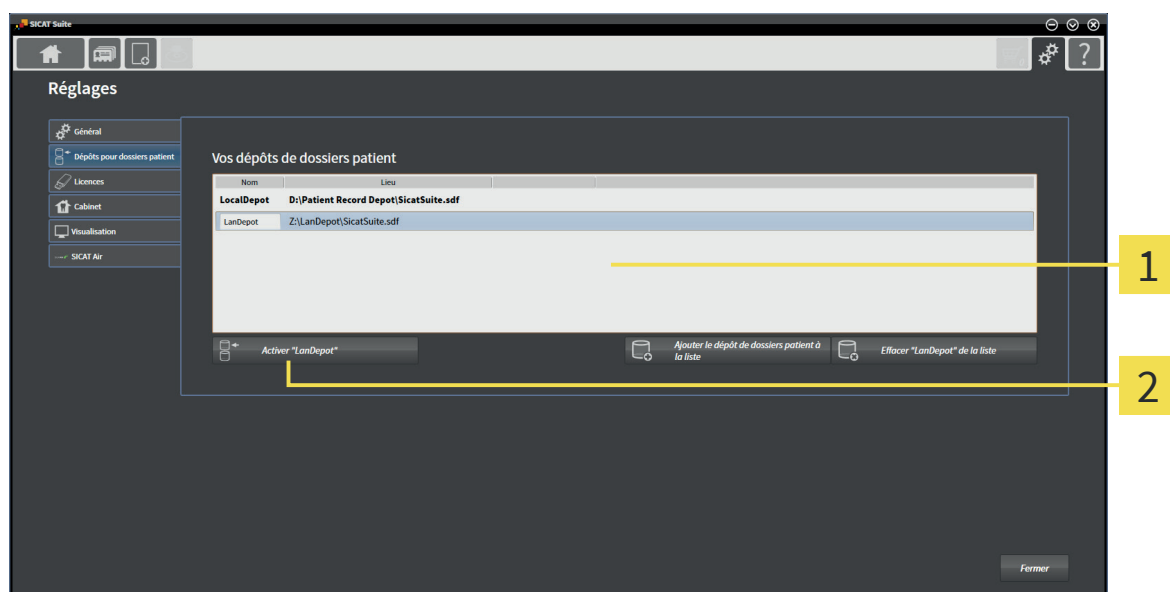 SICAT Suite
?
Réglages
Général
Dépôts pour dossiers patient
Licences
Cabinet
Visualisation
SICAT Air
Vos dépôts de dossiers patient
Nom Lieu
LocalDepot D:\Patient Record Depot\SicatSuite.sdf
LanDepot Z:\LanDepot\SicatSuite.sdf
1
Activer "LanDepot"
Ajouter le dépôt de dossiers patient à
la liste
Effacer "LanDepot" de la liste
2
Fermer